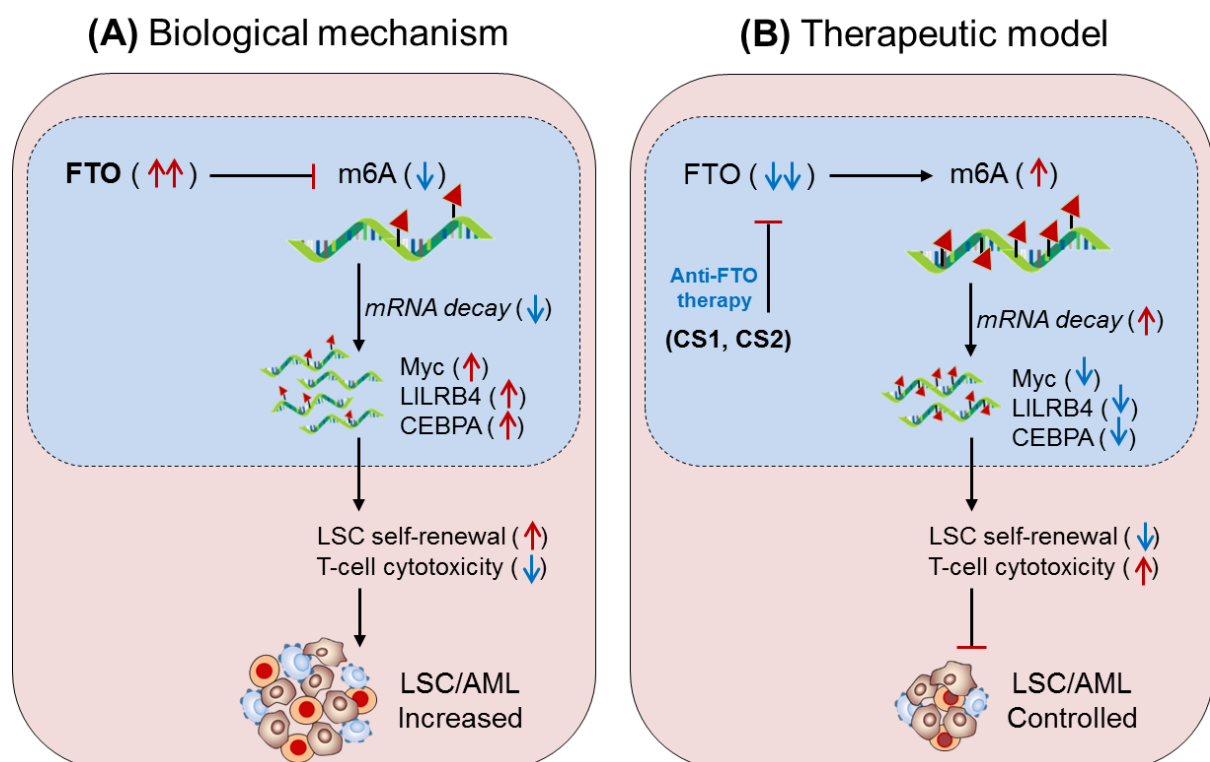 (A) Biological mechanism
FTO (↑↑)
m6A (↓)
mRNA decay (↓)
Myc (↑)
LILRB4 (↑)
CEBPA (↑)
LSC self-renewal (↑)
T-cell cytotoxicity (↓)
LSC/AML
Increased
(B) Therapeutic model
FTO (↓↓)
m6A (↑)
Anti-FTO
therapy
(CS1, CS2)
mRNA decay (↑)
Myc (↓)
LILRB4 (↓)
CEBPA (↓)
LSC self-renewal (↓)
T-cell cytotoxicity (↑)
LSC/AML
Controlled